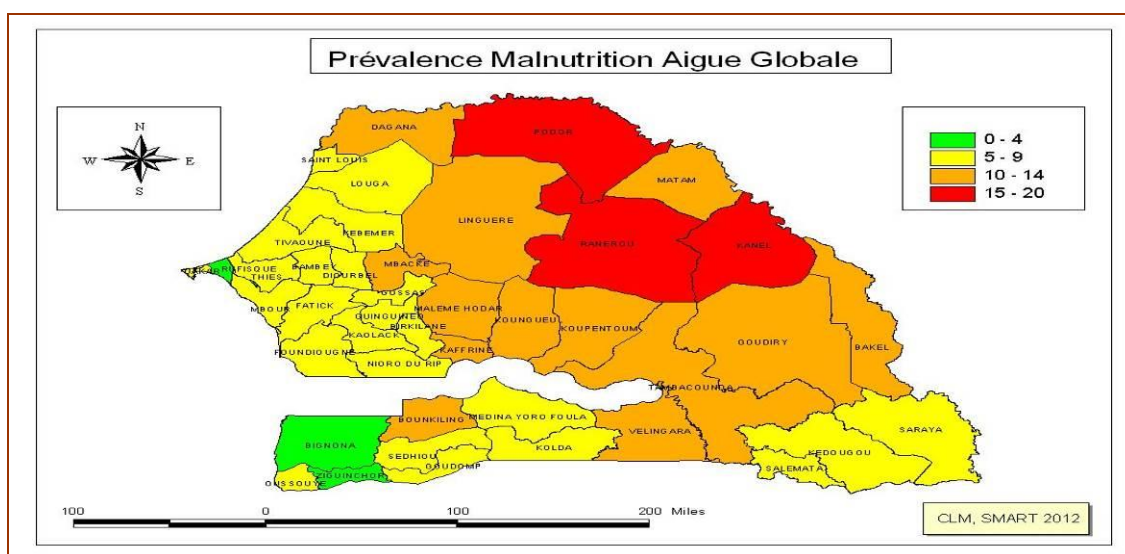 Prévalence Malnutrition Aigue Globale
N
W
E
S
0 - 4
5 - 9
10 - 14
15 - 20
DAGANA
PODOR
SAINT LOUIS
LOUGA
MATAM
LINGUERE
KEBEMER
TIVAOUNE
RANEROU
KANEL
MBACKE
DAKAR
RUFISQUE
THIES
BAMBEY
DIOURBEL
GOSSAS
MBOUR
FATICK
MALEME HODAR
GUINGUINEO
BIRKILANE
KOUNGUEU
KOUPENTOUM
KAOLACK
GOUDIRY
BAKEL
FOUNDIOUGNE
KAFFRINE
NIORO DU RIP
TAMBACOUNDA
BOUNKILING
MEDINA YORO FOULA
VELINGARA
SARAYA
BIGNONA
SEDHIOU
KOLDA
KEDOUGOU
GOUDOMP
SALEMATA
ZIGUINCHOR
OUSSOUYE
100
0
100
200 Miles
CLM, SMART 2012